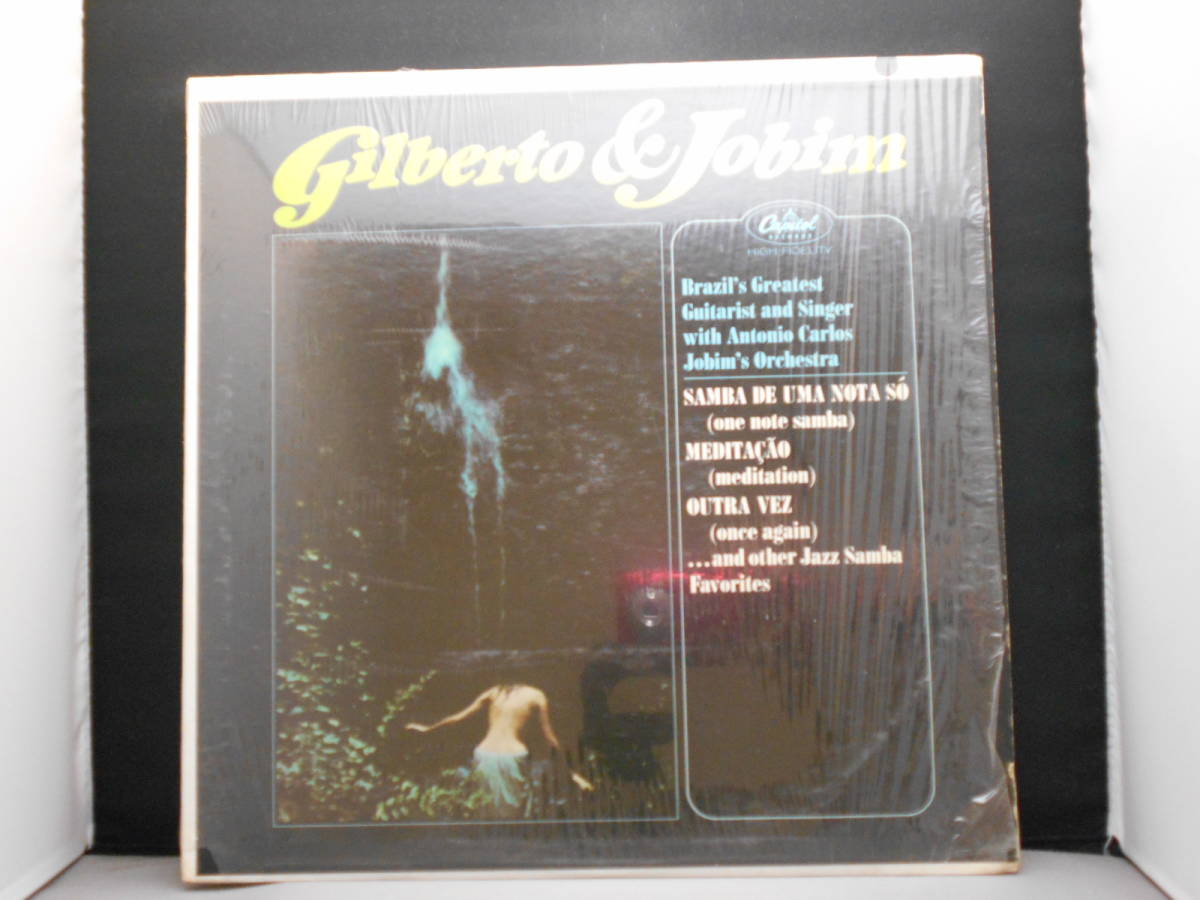 Gilberto & Jobim
Capitol
RECORDS
HIGH FIDELITY
Brazil's Greatest
Guitarist and Singer
with Antonio Carlos
Jobim's Orchestra
SAMBA DE UMA NOTA SÓ
(one note samba)
MEDITAÇÃO
(meditation)
OUTRA VEZ
(once again)
...and other Jazz Samba
Favorites